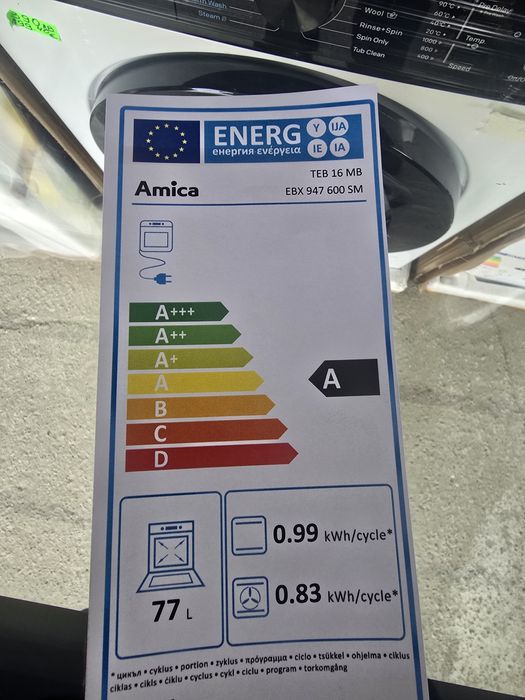 Steam
Wool
Rinse+Spin
Spin Only
Tub Clean
90°C
60°C
40°C
20°C
1000
800
400
Temp.
Speed
ENERG Y IJA IE IA
енергия ενέργεια
Amica
TEB 16 MB
EBX 947 600 SM
A+++
A++
A+
A
A
B
C
D
0.99 kWh/cycle*
77 L
0.83 kWh/cycle*
* цикъл • cyklus • portion • zyklus • πρόγραμμα • ciclo • tsükkel • ohjelma • ciklus
ciklas • cikls • ċiklu • cyclus • cykl • ciclu • program • torkomgång